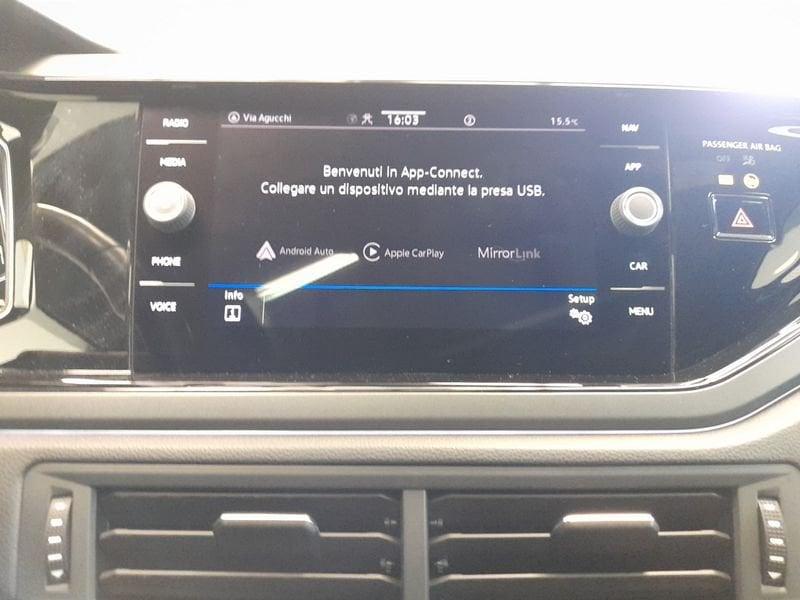 RADIO
MEDIA
PHONE
VOICE
Via Agucchi
16:03
15.5°C
Benvenuti in App-Connect.
Collegare un dispositivo mediante la presa USB.
Android Auto
Apple CarPlay
MirrorLink
Info
Setup
NAV
APP
CAR
MENU
PASSENGER AIR BAG
OFF